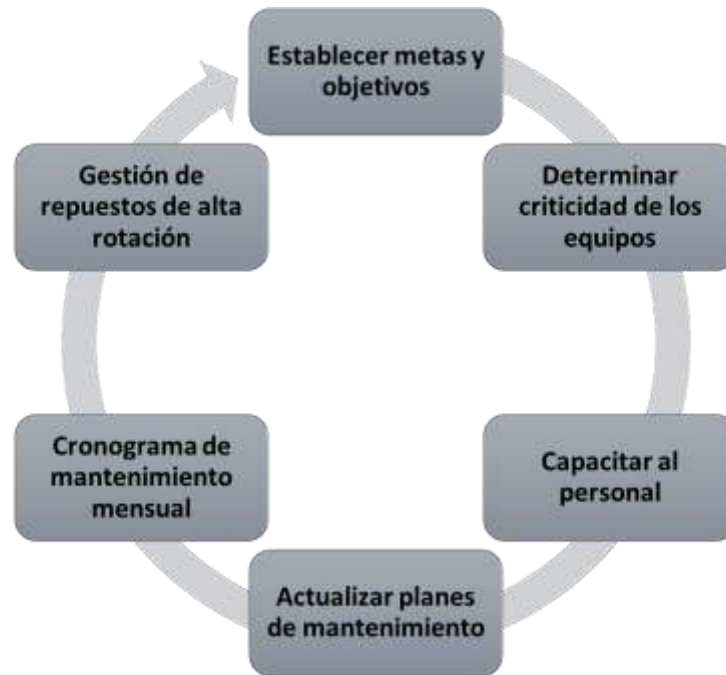 Establecer metas y
objetivos
Determinar
criticidad de los
equipos
Capacitar al
personal
Actualizar planes
de mantenimiento
Cronograma de
mantenimiento
mensual
Gestión de
repuestos de alta
rotación